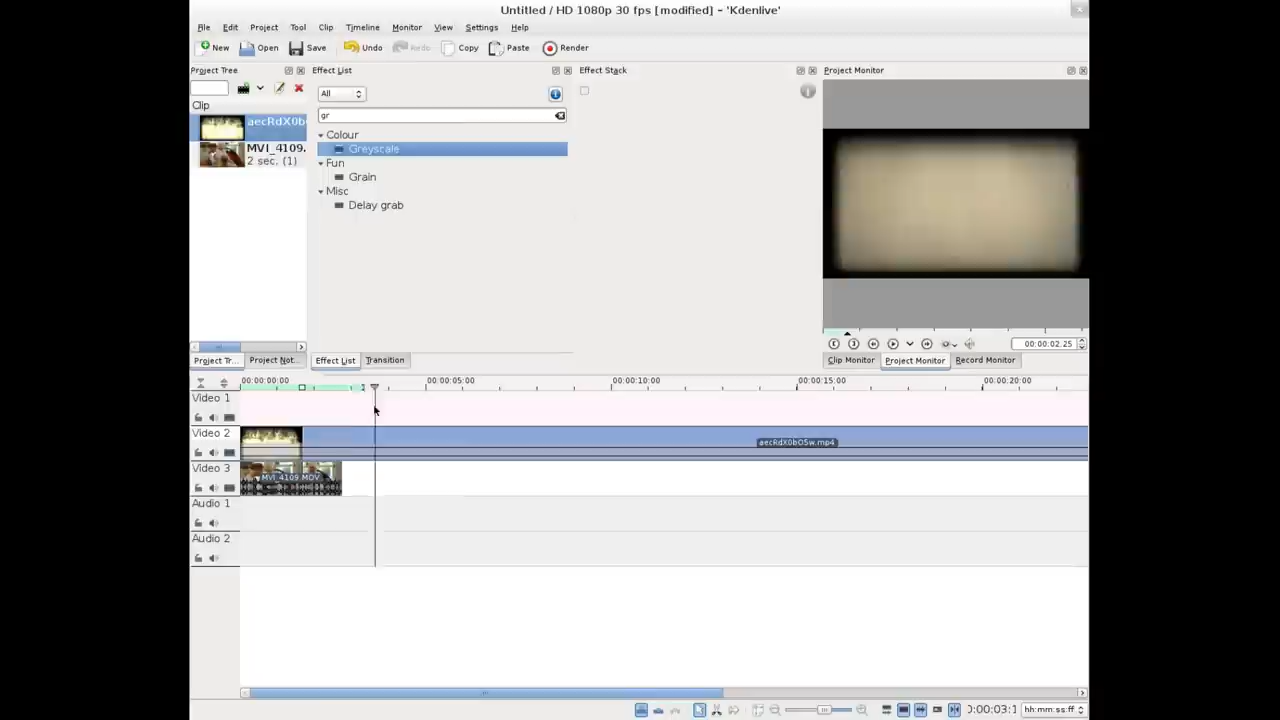 Untitled / HD 1080p 30 fps [modified] – 'Kdenlive'
File Edit Project Tool Clip Timeline Monitor View Settings Help
New Open Save Undo Redo Copy Paste Render
Project Tree Effect List Effect Stack Project Monitor
All
Clip
gr
aecRdX0b
Colour
Greyscale
MVI_4109.
2 sec. (1)
Fun
Grain
Misc
Delay grab
00:00:02.25
Project Tr... Project Not... Effect List Transition Clip Monitor Project Monitor Record Monitor
00:00:00:00 00:00:05:00 00:00:10:00 00:00:15:00 00:00:20:00
Video 1
Video 2
aecRdX0bO5w.mp4
Video 3
MVI_4109.MOV
Audio 1
Audio 2
hh:mm:ss:ff